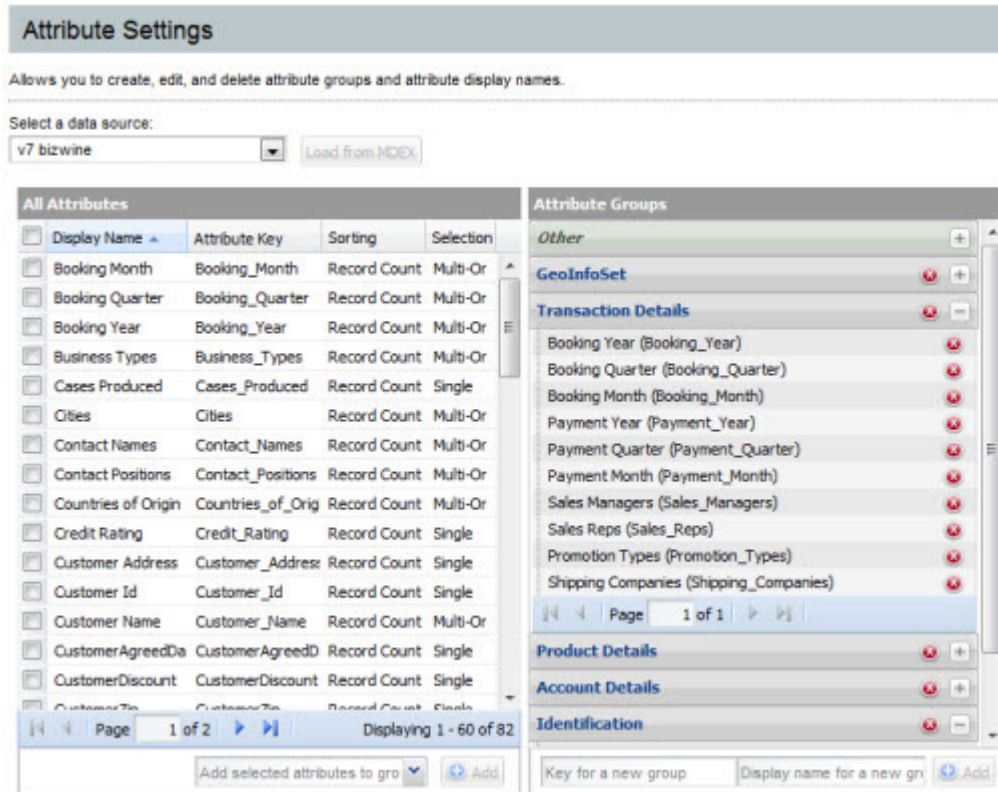 Attribute Settings
Allows you to create, edit, and delete attribute groups and attribute display names.
Select a data source:
v7 bizwine
Load from MDEX
All Attributes
Display Name Attribute Key Sorting Selection
Booking Month Booking_Month Record Count Multi-Or
Booking Quarter Booking_Quarter Record Count Multi-Or
Booking Year Booking_Year Record Count Multi-Or
Business Types Business_Types Record Count Multi-Or
Cases Produced Cases_Produced Record Count Single
Cities Cities Record Count Multi-Or
Contact Names Contact_Names Record Count Multi-Or
Contact Positions Contact_Positions Record Count Multi-Or
Countries of Origin Countries_of_Orig Record Count Multi-Or
Credit Rating Credit_Rating Record Count Single
Customer Address Customer_Address Record Count Single
Customer Id Customer_Id Record Count Single
Customer Name Customer_Name Record Count Multi-Or
CustomerAgreedDa CustomerAgreedD Record Count Single
CustomerDiscount CustomerDiscount Record Count Single
CustomerZip CustomerZip Record Count Single
Page 1 of 2 Displaying 1 - 60 of 82
Add selected attributes to gro Add
Attribute Groups
Other
GeoInfoSet
Transaction Details
Booking Year (Booking_Year)
Booking Quarter (Booking_Quarter)
Booking Month (Booking_Month)
Payment Year (Payment_Year)
Payment Quarter (Payment_Quarter)
Payment Month (Payment_Month)
Sales Managers (Sales_Managers)
Sales Reps (Sales_Reps)
Promotion Types (Promotion_Types)
Shipping Companies (Shipping_Companies)
Page 1 of 1
Product Details
Account Details
Identification
Key for a new group Display name for a new gr Add